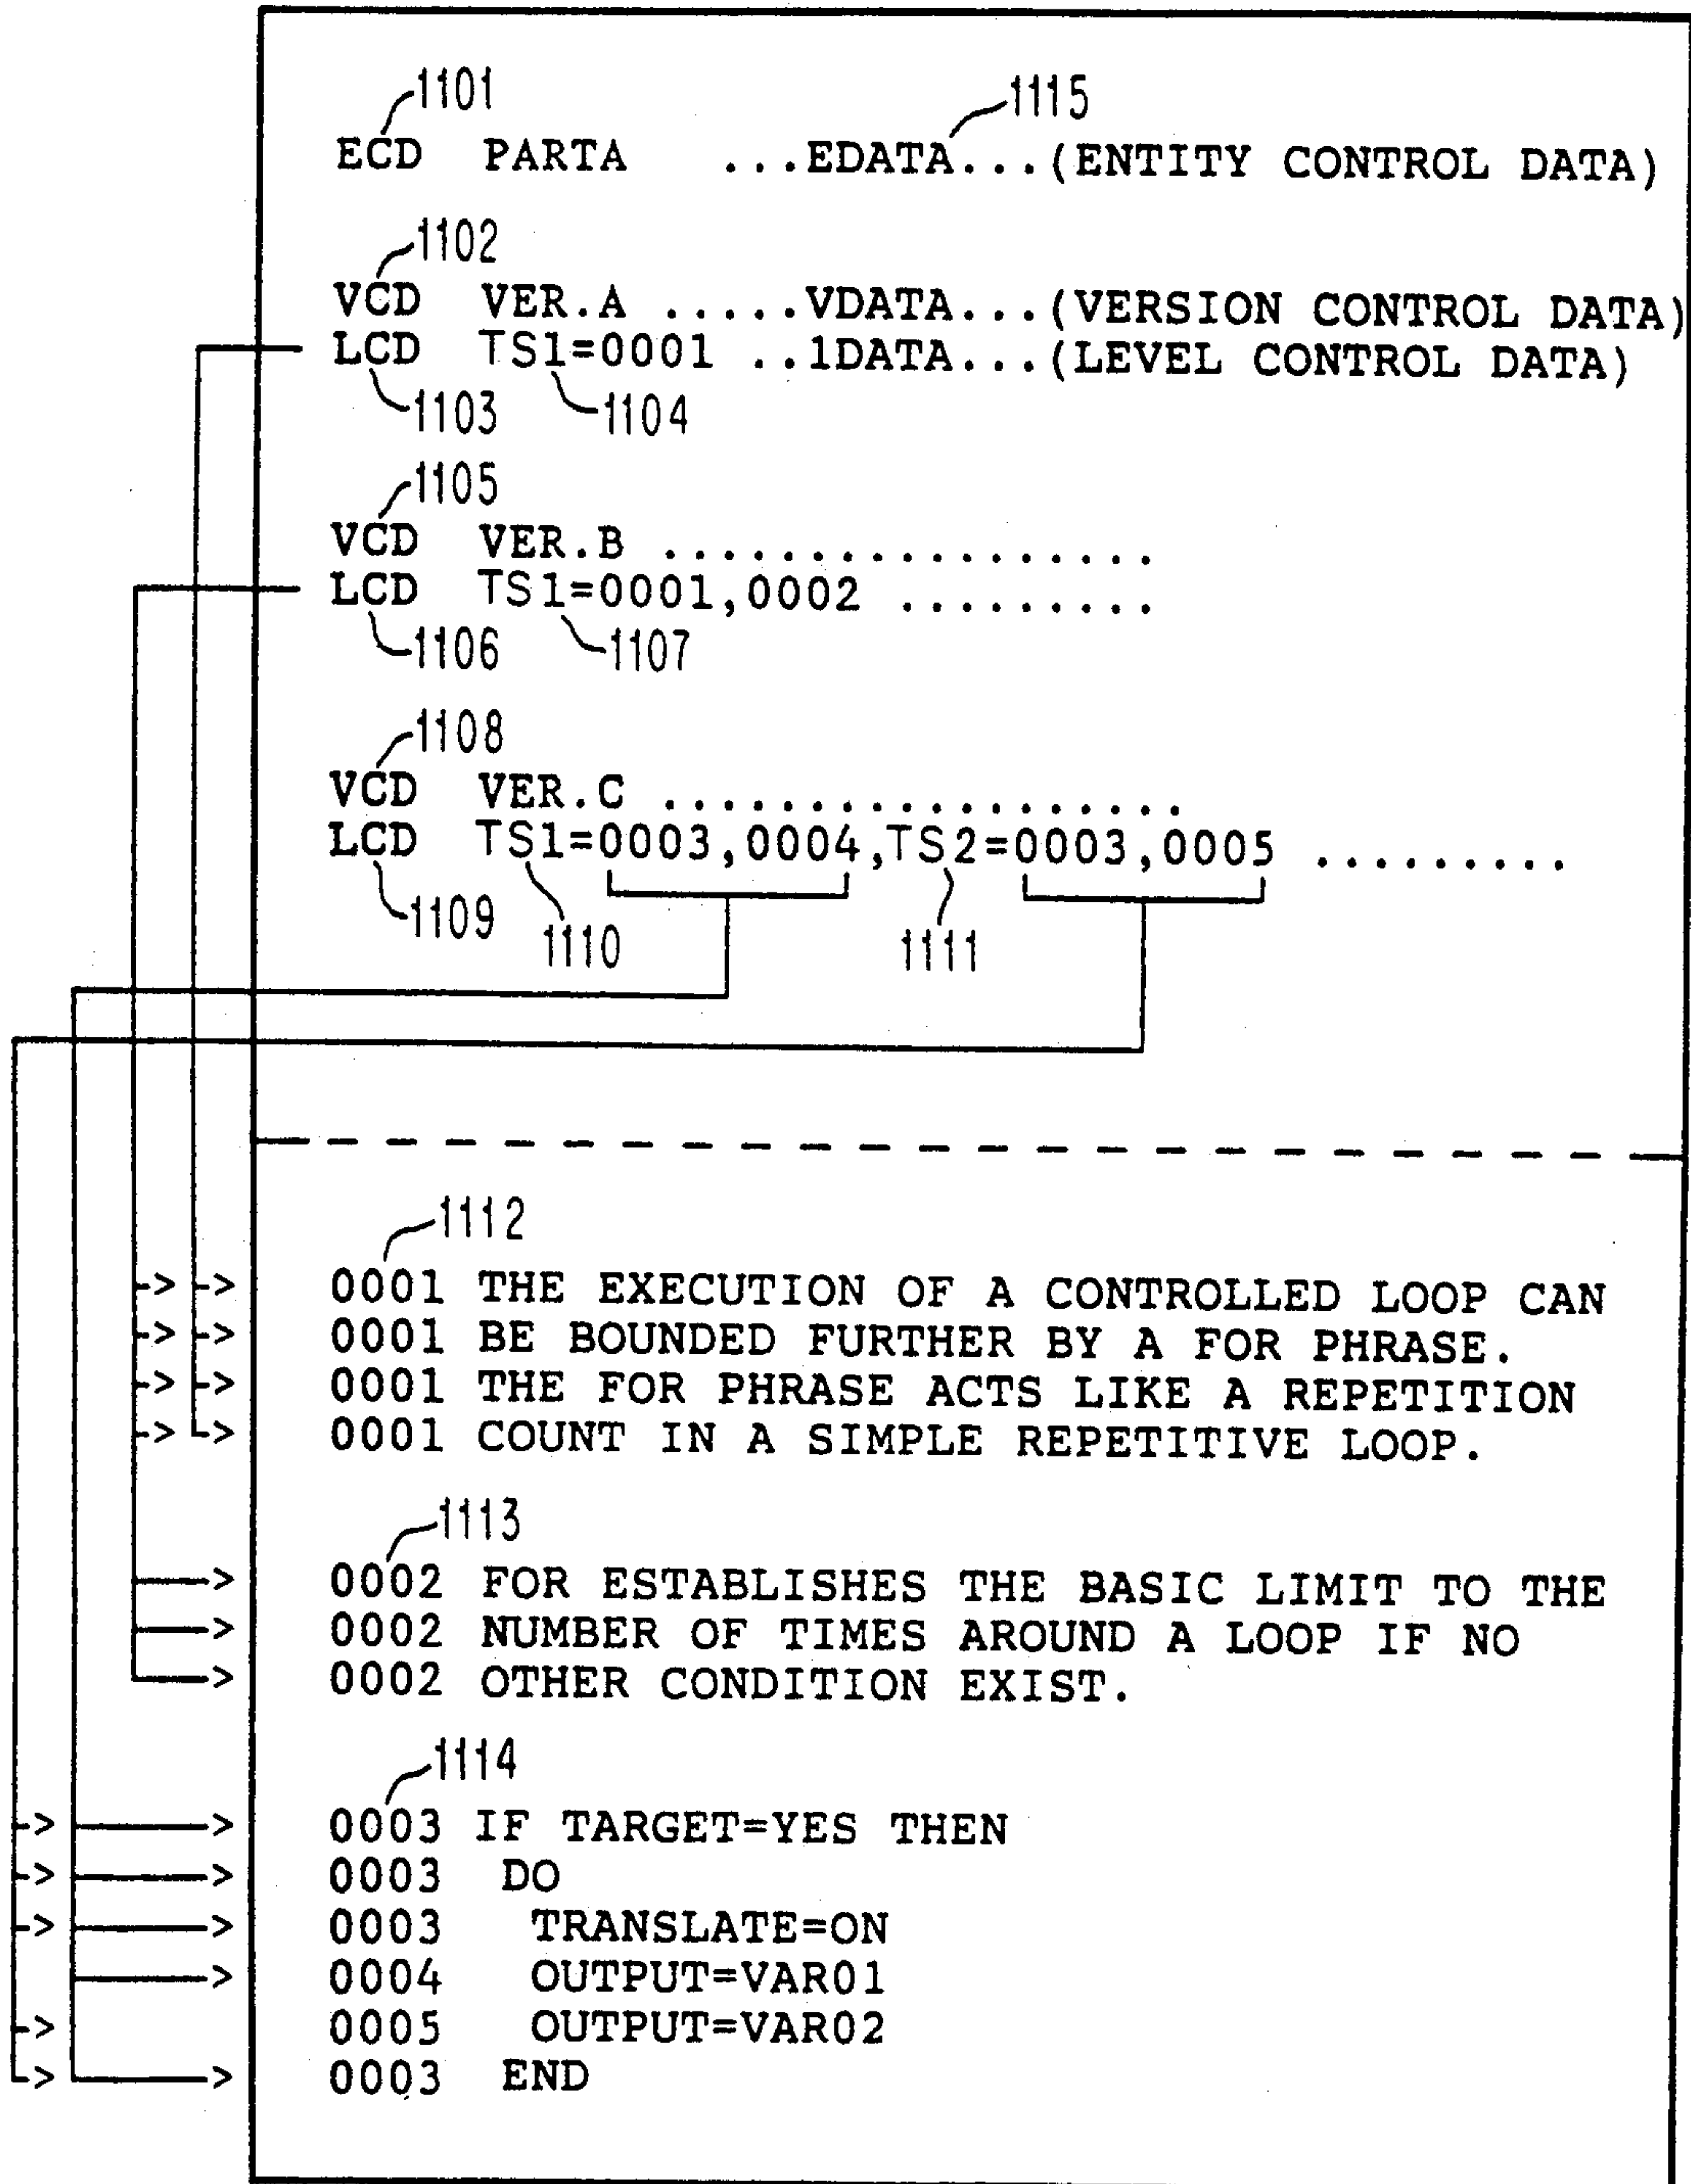 1101 1115
ECD PARTA ...EDATA...(ENTITY CONTROL DATA)
1102
VCD VER.A .....VDATA...(VERSION CONTROL DATA)
LCD TS1=0001 ..1DATA...(LEVEL CONTROL DATA)
1103 1104
1105
VCD VER.B .................
LCD TS1=0001,0002 .........
1106 1107
1108
VCD VER.C ..................
LCD TS1=0003,0004,TS2=0003,0005 .........
1109 1110 1111
1112
-> -> 0001 THE EXECUTION OF A CONTROLLED LOOP CAN
-> -> 0001 BE BOUNDED FURTHER BY A FOR PHRASE.
-> -> 0001 THE FOR PHRASE ACTS LIKE A REPETITION
-> -> 0001 COUNT IN A SIMPLE REPETITIVE LOOP.
1113
-> 0002 FOR ESTABLISHES THE BASIC LIMIT TO THE
-> 0002 NUMBER OF TIMES AROUND A LOOP IF NO
-> 0002 OTHER CONDITION EXIST.
1114
-> -> 0003 IF TARGET=YES THEN
-> -> 0003 DO
-> -> 0003 TRANSLATE=ON
-> 0004 OUTPUT=VAR01
-> 0005 OUTPUT=VAR02
-> -> 0003 END